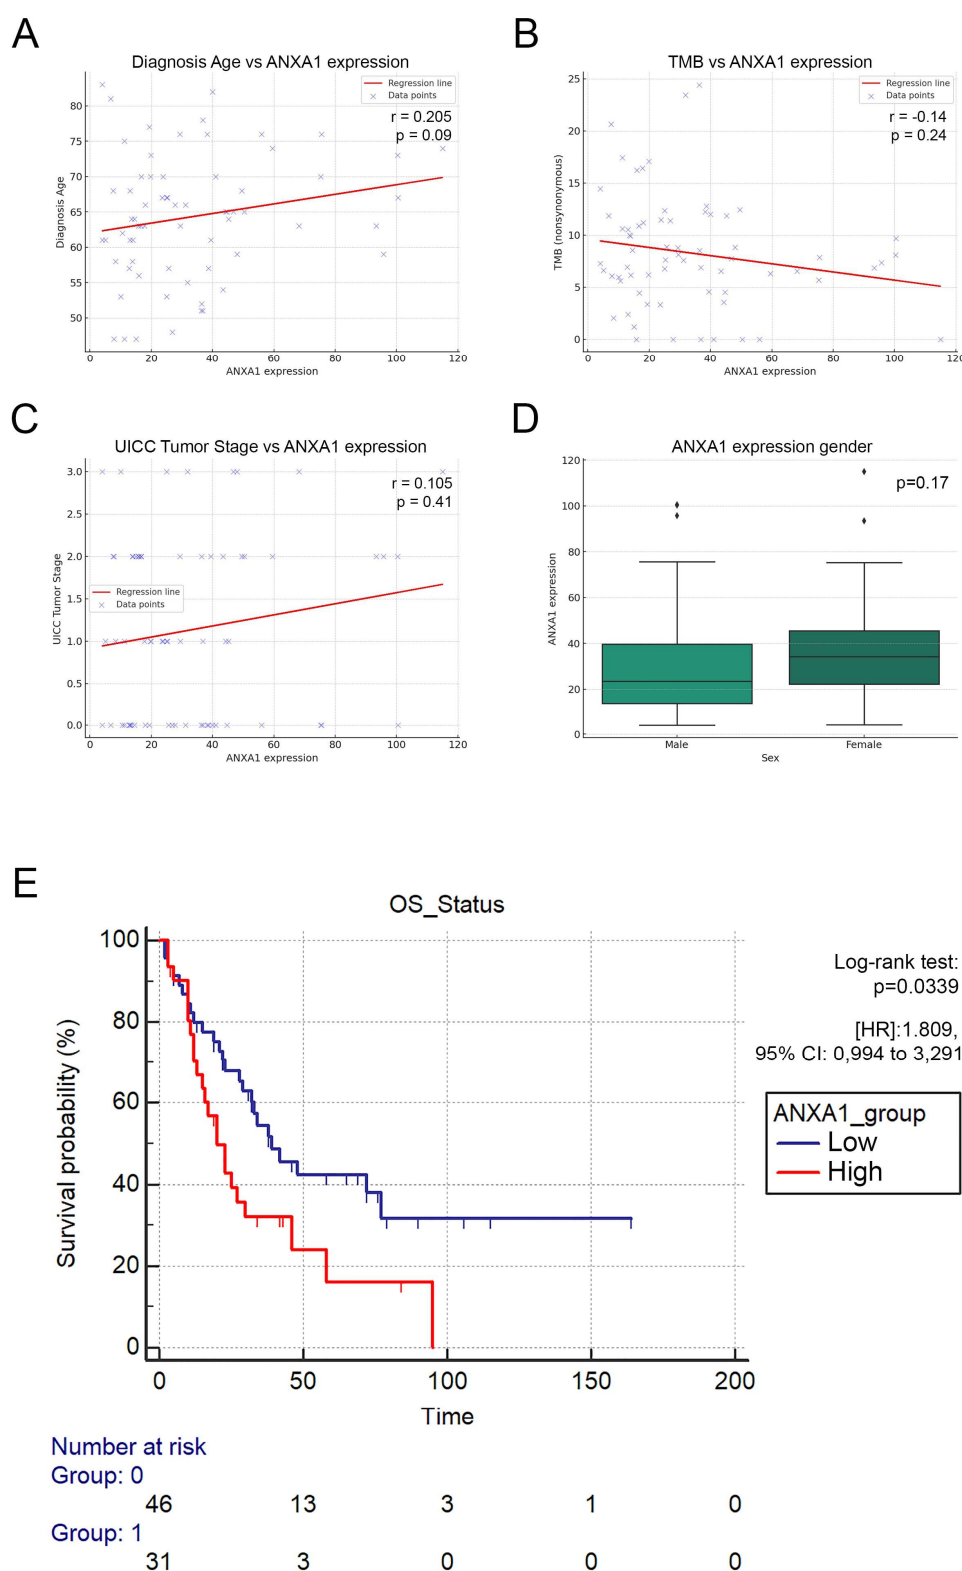 A
Diagnosis Age vs ANXA1 expression
Regression line
Data points
r = 0.205
p = 0.09
Diagnosis Age
80
75
70
65
60
55
50
0 20 40 60 80 100 120
ANXA1 expression
B
TMB vs ANXA1 expression
Regression line
Data points
r = -0.14
p = 0.24
TMB (nonsynonymous)
25
20
15
10
5
0
0 20 40 60 80 100 120
ANXA1 expression
C
UICC Tumor Stage vs ANXA1 expression
r = 0.105
p = 0.41
Regression line
Data points
UICC Tumor Stage
3.0
2.5
2.0
1.5
1.0
0.5
0.0
0 20 40 60 80 100 120
ANXA1 expression
D
ANXA1 expression gender
p=0.17
ANXA1 expression
120
100
80
60
40
20
0
Male Female
Sex
E
OS_Status
Survival probability (%)
100
80
60
40
20
0
0 50 100 150 200
Time
Log-rank test:
p=0.0339
[HR]:1.809,
95% CI: 0,994 to 3,291
ANXA1_group
Low
High
Number at risk
Group: 0
46 13 3 1 0
Group: 1
31 3 0 0 0